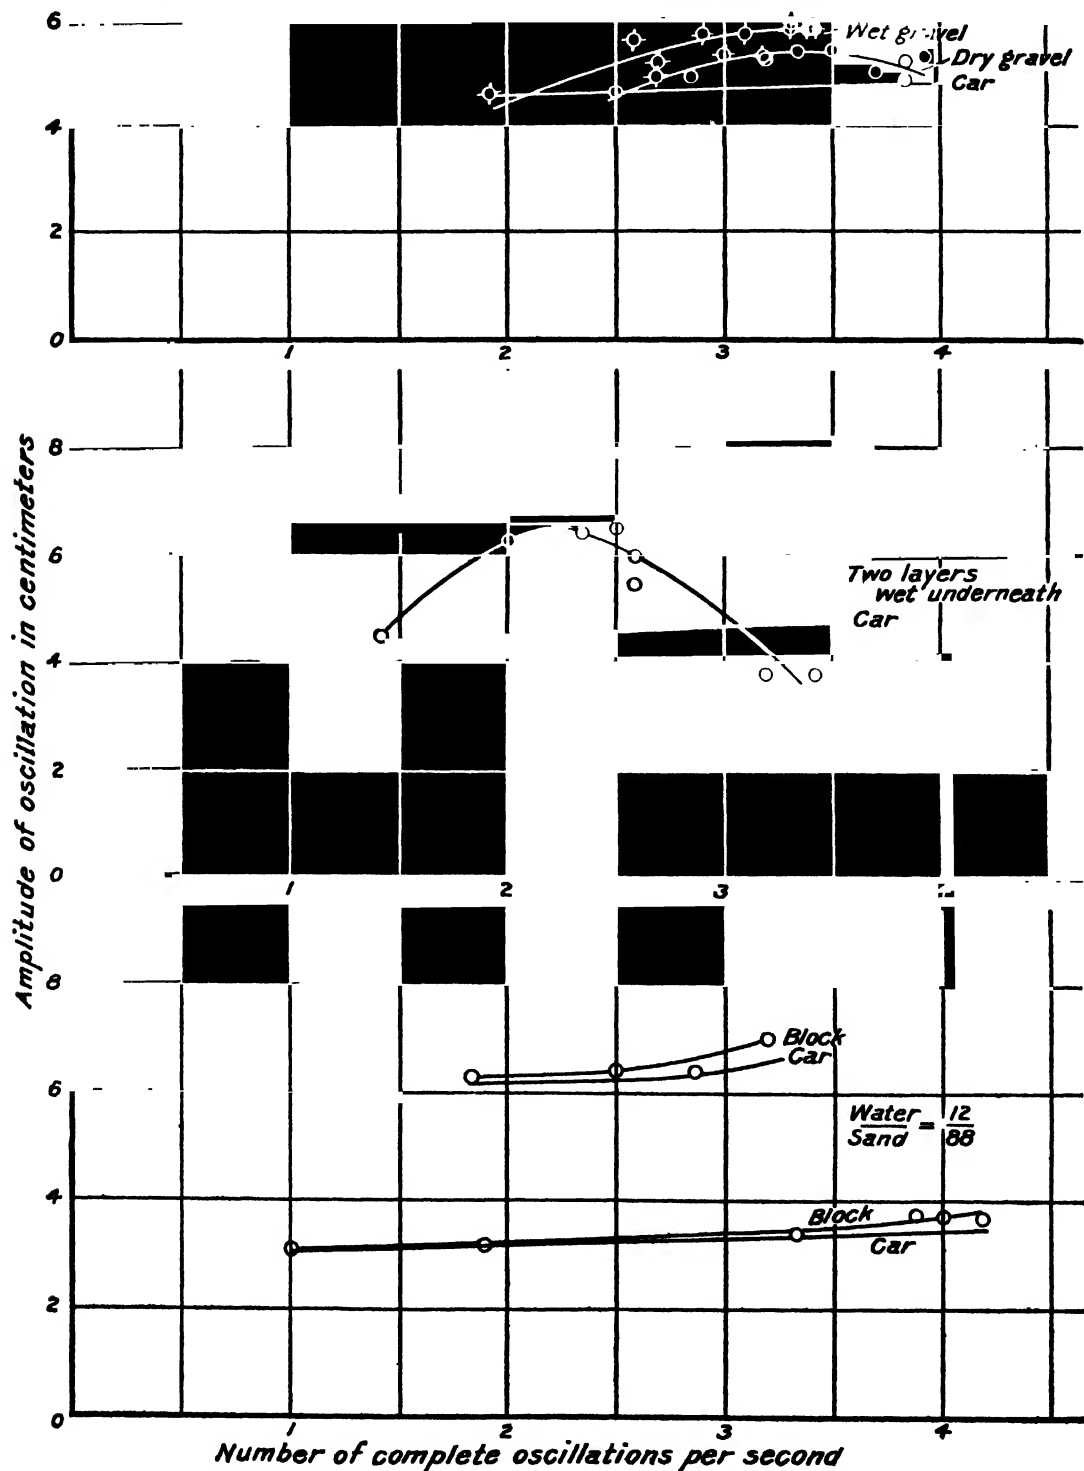 6
Wet gravel
Dry gravel
Car
4
2
0
1 2 3 4
Amplitude of oscillation in centimeters
8
6
Two layers
wet underneath
Car
4
2
0
1 2 3
8
Block
Car
6
Water / Sand = 12 / 88
4
Block
Car
2
0
1 2 3 4
Number of complete oscillations per second